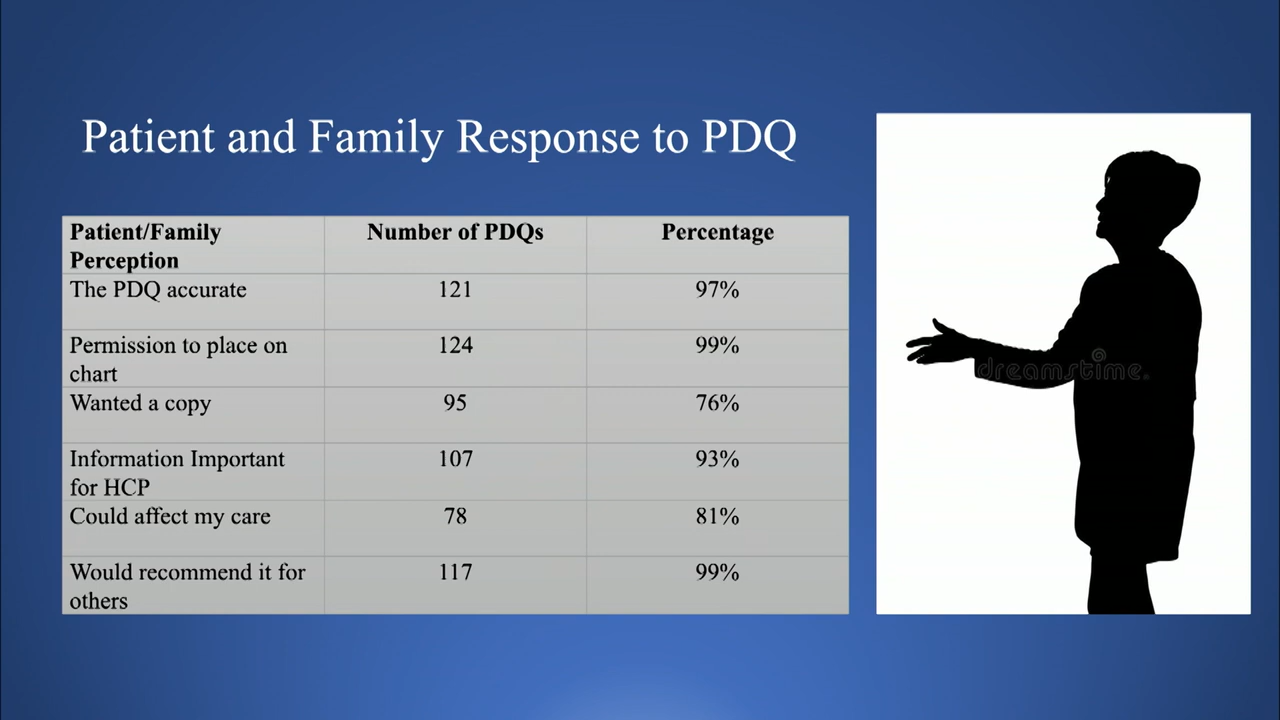 Patient and Family Response to PDQ
Patient/Family Perception Number of PDQs Percentage
The PDQ accurate 121 97%
Permission to place on chart 124 99%
Wanted a copy 95 76%
Information Important for HCP 107 93%
Could affect my care 78 81%
Would recommend it for others 117 99%
dreamstime.